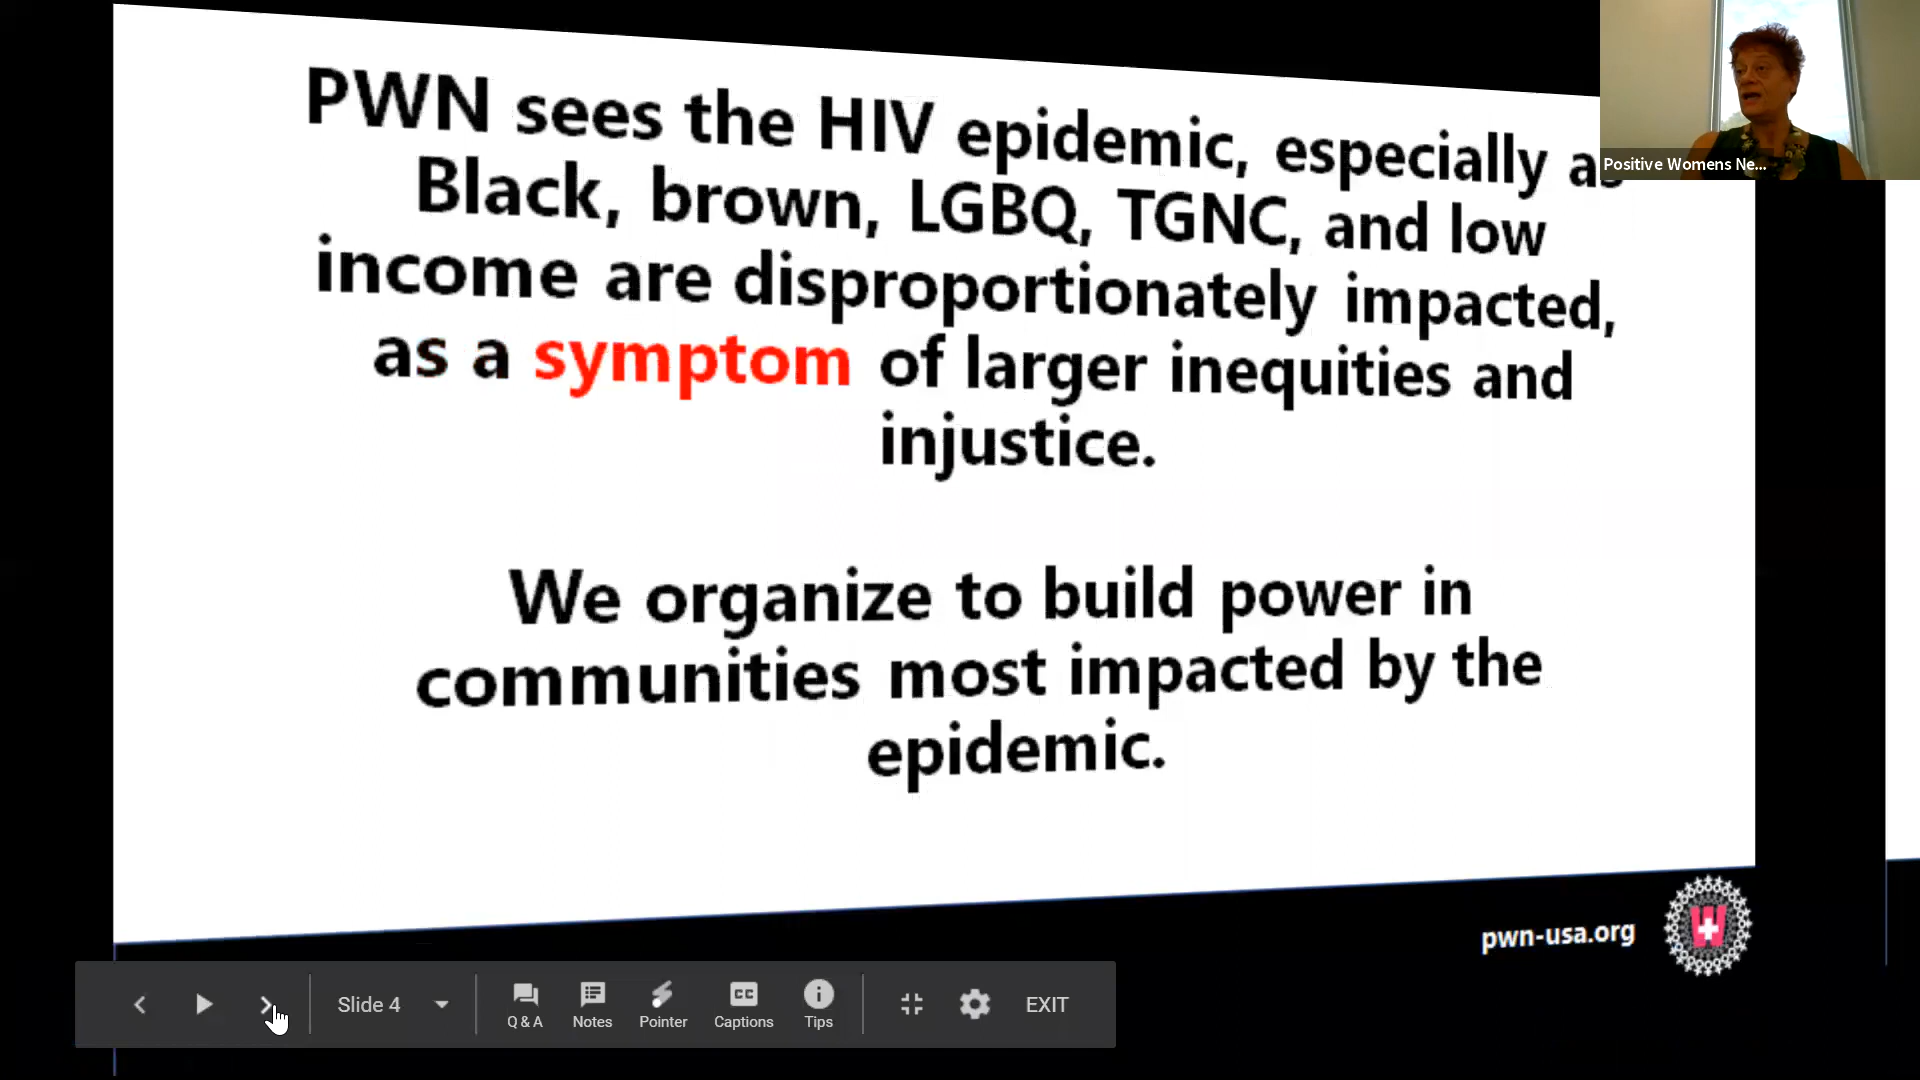 PWN sees the HIV epidemic, especially as
Black, brown, LGBQ, TGNC, and low
income are disproportionately impacted,
as a symptom of larger inequities and
injustice.
We organize to build power in
communities most impacted by the
epidemic.
Positive Womens Ne...
pwn-usa.org
W
Slide 4
Q & A
Notes
Pointer
CC
Captions
Tips
EXIT